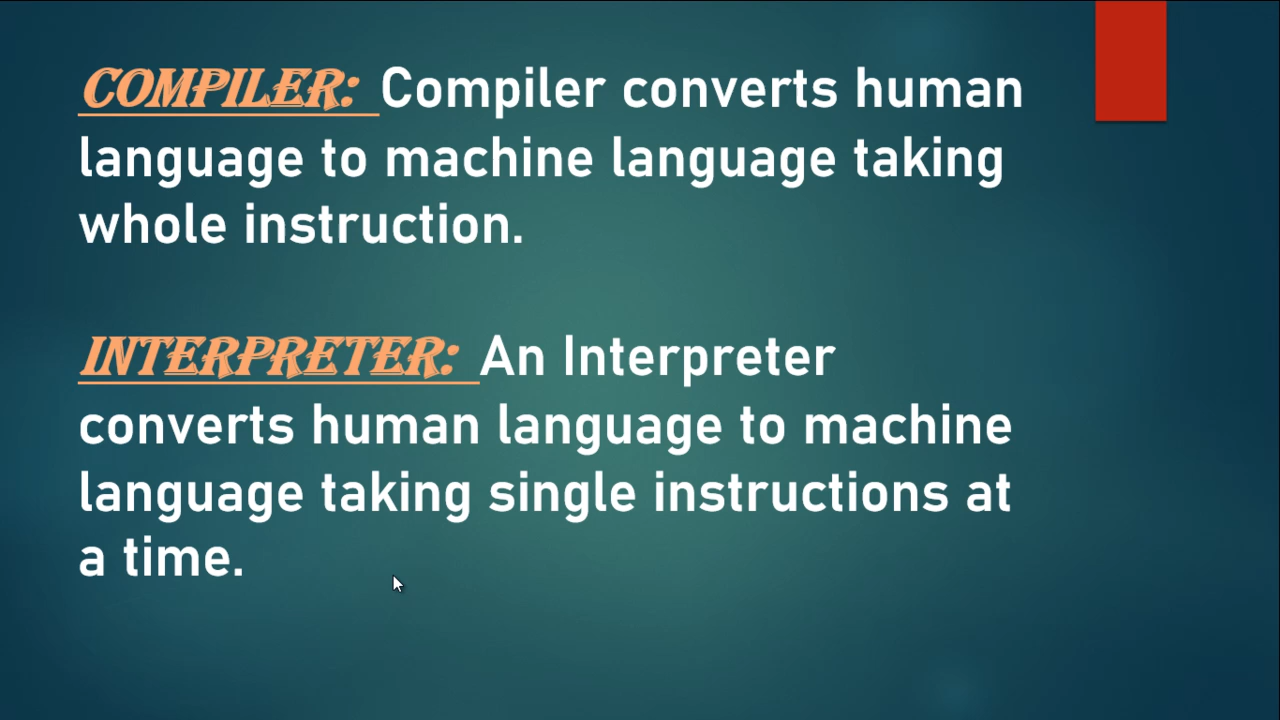 COMPILER: Compiler converts human
language to machine language taking
whole instruction.
INTERPRETER: An Interpreter
converts human language to machine
language taking single instructions at
a time.